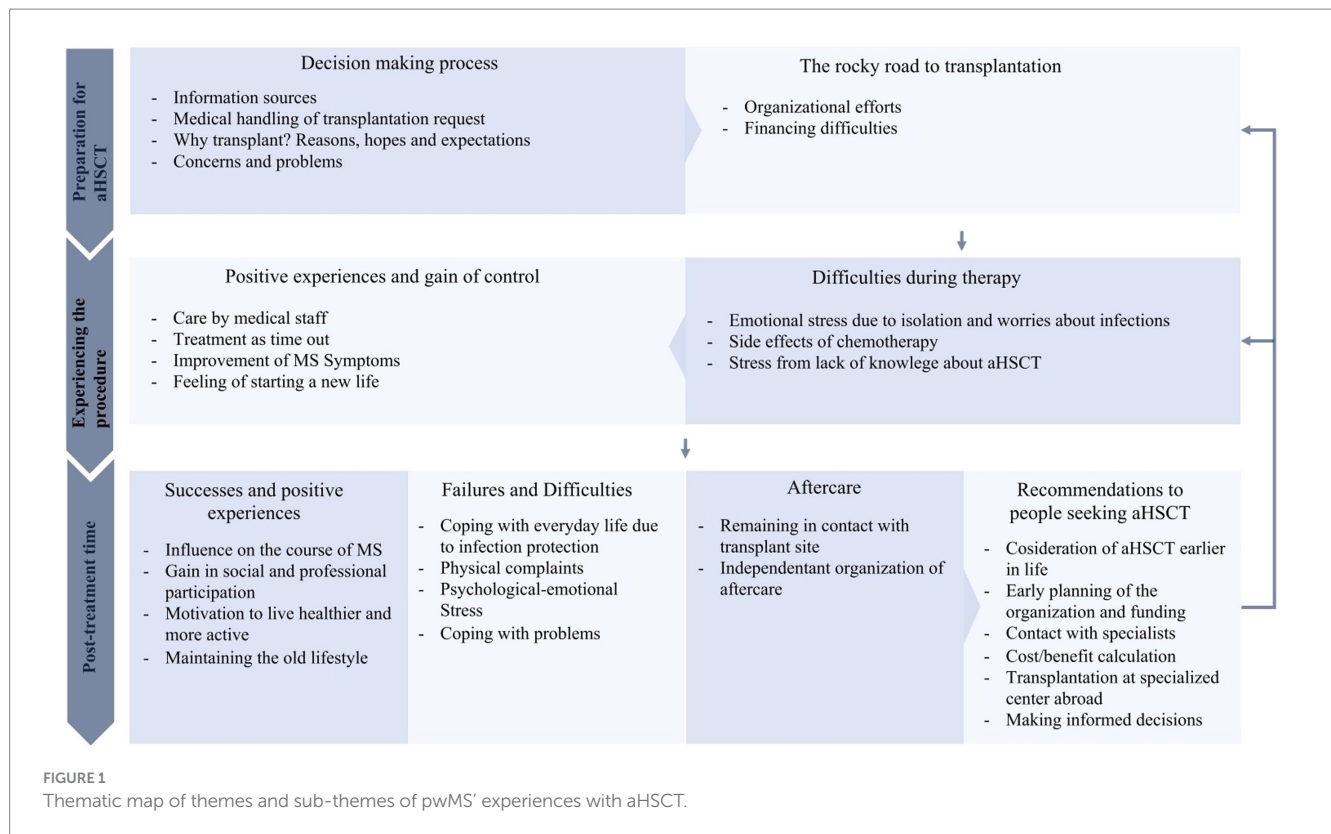 Preparation for
aHSCT
Decision making process
- Information sources
- Medical handling of transplantation request
- Why transplant? Reasons, hopes and expectations
- Concerns and problems
The rocky road to transplantation
- Organizational efforts
- Financing difficulties
Experiencing the
procedure
Positive experiences and gain of control
- Care by medical staff
- Treatment as time out
- Improvement of MS Symptoms
- Feeling of starting a new life
Difficulties during therapy
- Emotional stress due to isolation and worries about infections
- Side effects of chemotherapy
- Stress from lack of knowlege about aHSCT
Post-treatment time
Successes and positive
experiences
- Influence on the course of MS
- Gain in social and professional
participation
- Motivation to live healthier and
more active
- Maintaining the old lifestyle
Failures and Difficulties
- Coping with everyday life due
to infection protection
- Physical complaints
- Psychological-emotional
Stress
- Coping with problems
Aftercare
- Remaining in contact with
transplant site
- Independentant organization of
aftercare
Recommendations to
people seeking aHSCT
- Cosideration of aHSCT earlier
in life
- Early planning of the
organization and funding
- Contact with specialists
- Cost/benefit calculation
- Transplantation at specialized
center abroad
- Making informed decisions
FIGURE 1
Thematic map of themes and sub-themes of pwMS' experiences with aHSCT.